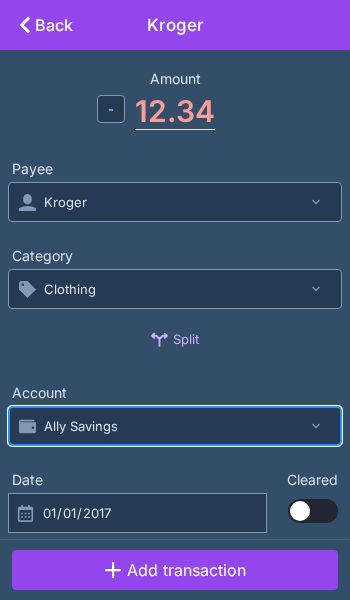 Back
Kroger
Amount
- 12.34
Payee
Kroger
Category
Clothing
Split
Account
Ally Savings
Date
Cleared
01/01/2017
Add transaction